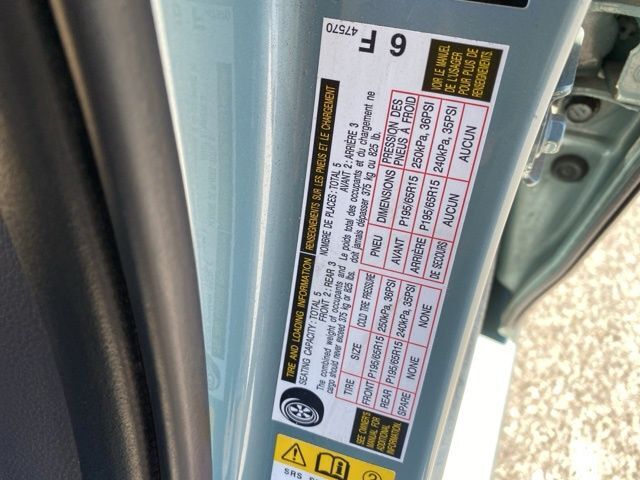 TIRE AND LOADING INFORMATION
RENSEIGNEMENTS SUR LES PNEUS ET LE CHARGEMENT
SEATING CAPACITY: TOTAL 5
FRONT 2: REAR 3
NOMBRE DE PLACES: TOTAL 5
AVANT 2: ARRIÈRE 3
The combined weight of occupants and
cargo should never exceed 375 kg or 825 lbs.
Le poids total des occupants et du chargement ne
doit jamais dépasser 375 kg ou 825 lb.
TIRE SIZE COLD TIRE PRESSURE
FRONT P195/65R15 250kPa, 36PSI
REAR P195/65R15 240kPa, 35PSI
SPARE NONE NONE
PNEU DIMENSIONS PRESSION DES
PNEUS À FROID
AVANT P195/65R15 250kPa, 36PSI
ARRIÈRE P195/65R15 240kPa, 35PSI
DE SECOURS AUCUN AUCUN
SEE OWNER'S
MANUAL FOR
ADDITIONAL
INFORMATION
VOIR LE MANUEL
DE L'USAGER
POUR PLUS DE
RENSEIGNEMENTS
47570
6 F
SRS